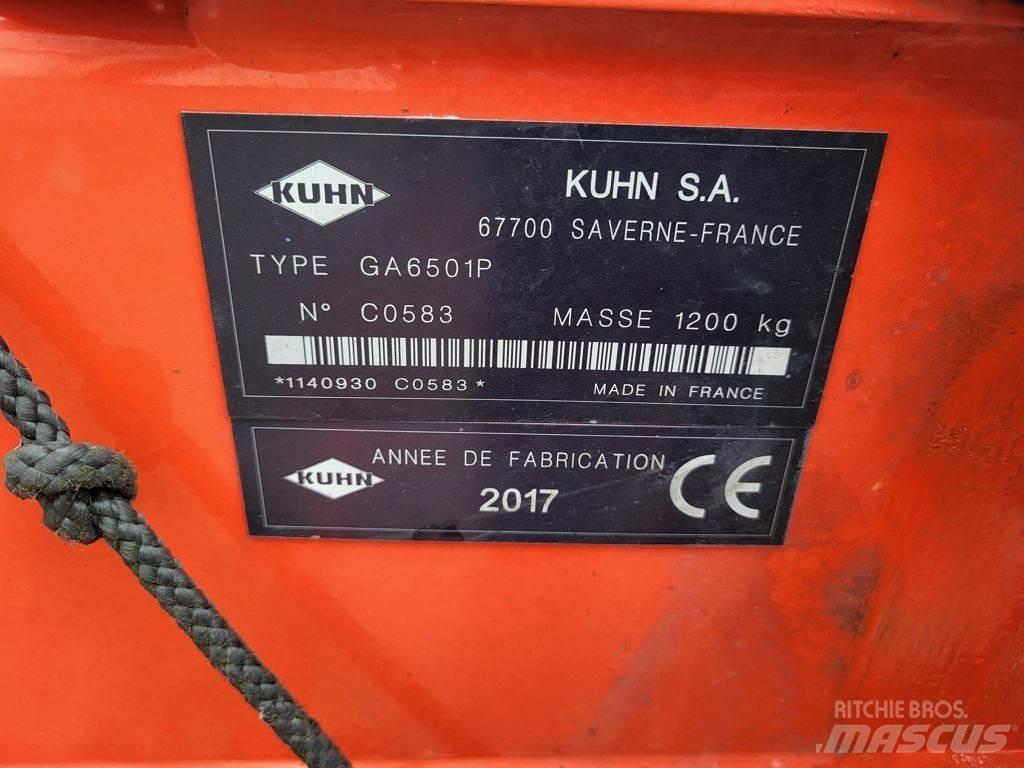 KUHN
KUHN S.A.
67700 SAVERNE-FRANCE
TYPE GA6501P
N° C0583 MASSE 1200 kg
*1140930 C0583*
MADE IN FRANCE
KUHN
ANNEE DE FABRICATION
2017
CE
RITCHIE BROS.
MASCUS